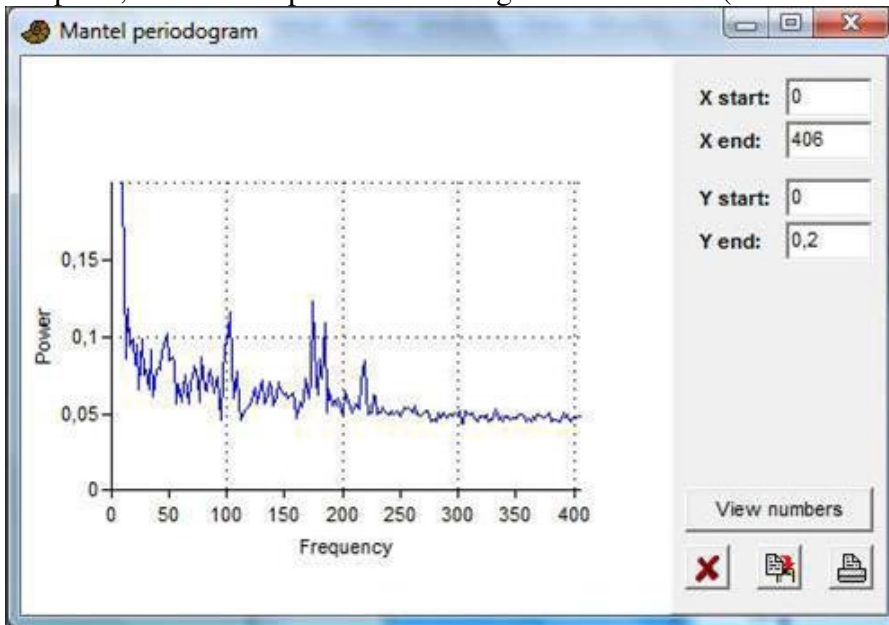 Mantel periodogram
X start: 0
X end: 406
Y start: 0
Y end: 0,2
0,15
0,1
0,05
0
Power
0 50 100 150 200 250 300 350 400
Frequency
View numbers